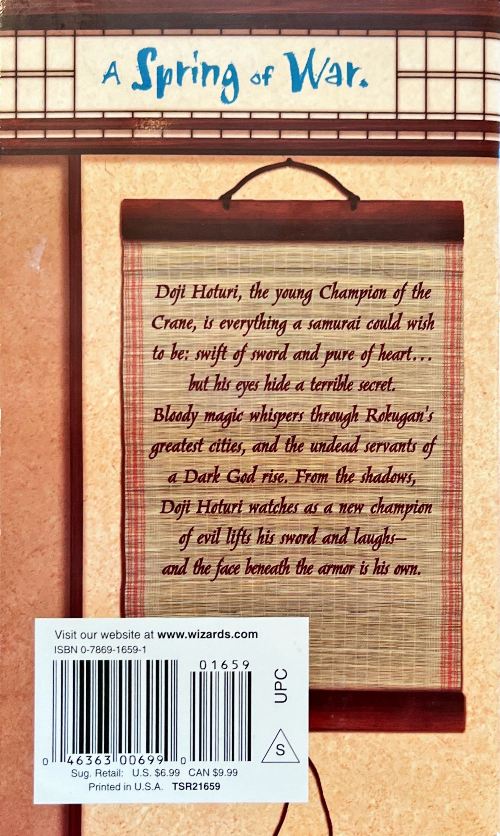 A Spring of War.
Doji Hoturi, the young Champion of the
Crane, is everything a samurai could wish
to be: swift of sword and pure of heart...
but his eyes hide a terrible secret.
Bloody magic whispers through Rokugan's
greatest cities, and the undead servants of
a Dark God rise. From the shadows,
Doji Hoturi watches as a new champion
of evil lifts his sword and laughs—
and the face beneath the armor is his own.
Visit our website at www.wizards.com
ISBN 0-7869-1659-1
01659
UPC
S
0 46363 00699 0
Sug. Retail: U.S. $6.99 CAN $9.99
Printed in U.S.A. TSR21659